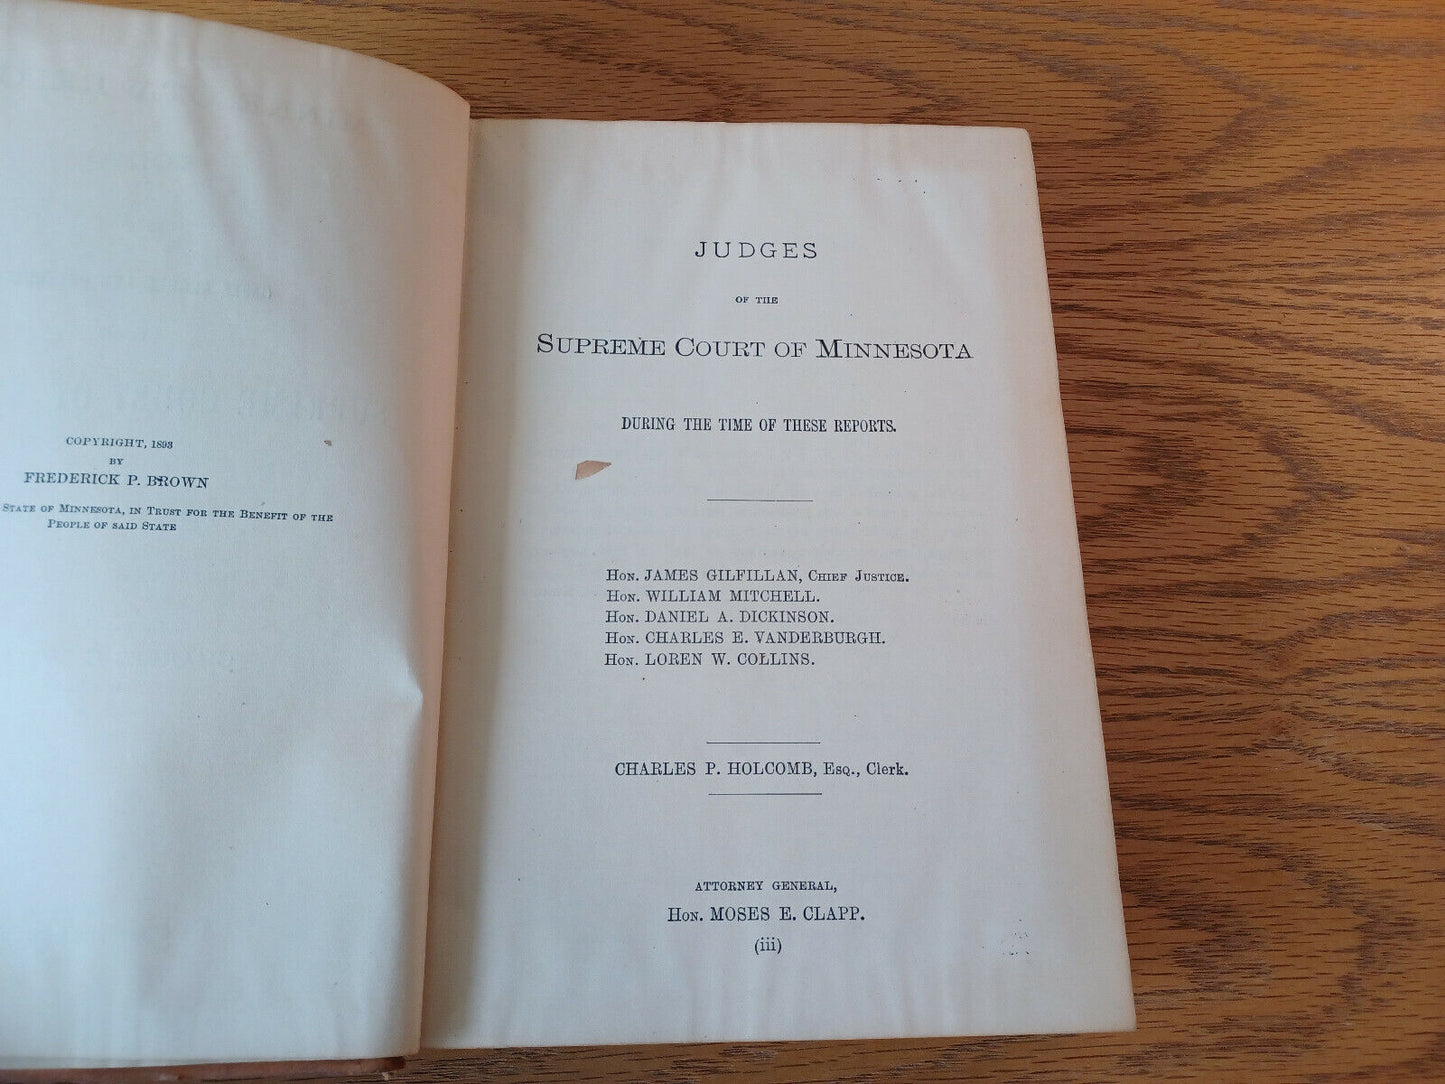 COPYRIGHT, 1893
BY
FREDERICK P. BROWN
STATE OF MINNESOTA, IN TRUST FOR THE BENEFIT OF THE
PEOPLE OF SAID STATE
JUDGES
OF THE
SUPREME COURT OF MINNESOTA
DURING THE TIME OF THESE REPORTS.
HON. JAMES GILFILLAN, CHIEF JUSTICE.
HON. WILLIAM MITCHELL.
HON. DANIEL A. DICKINSON.
HON. CHARLES E. VANDERBURGH.
HON. LOREN W. COLLINS.
CHARLES P. HOLCOMB, ESQ., Clerk.
ATTORNEY GENERAL,
HON. MOSES E. CLAPP.
(iii)